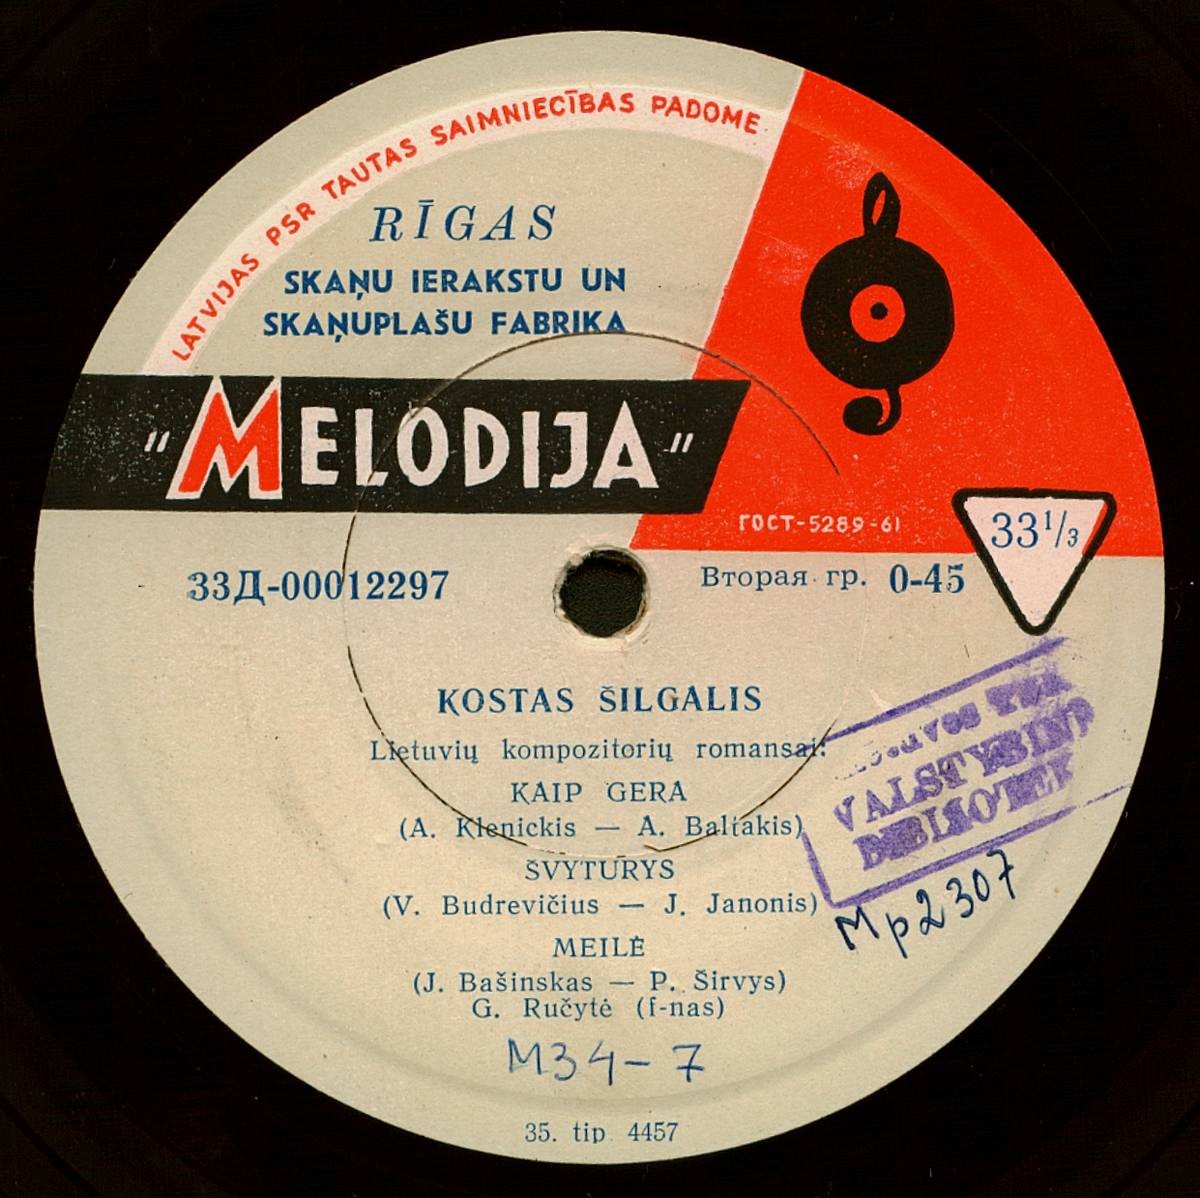 LATVIJAS PSR TAUTAS SAIMNIECĪBAS PADOME
RĪGAS
SKAŅU IERAKSTU UN
SKAŅUPLAŠU FABRIKA
"MELODIJA"
ГОСТ-5289-61
33 1/3
33Д-00012297
Вторая гр. 0-45
KOSTAS ŠILGALIS
Lietuvių kompozitorių romansai:
KAIP GERA
(A. Klenickis — A. Baltakis)
ŠVYTURYS
(V. Budrevičius — J. Janonis)
MEILĖ
(J. Bašinskas — P. Širvys)
G. Ručytė (f-nas)
VALSTYBIN
BIBLIOTEK
Mp2307
M34-7
35. tip. 4457